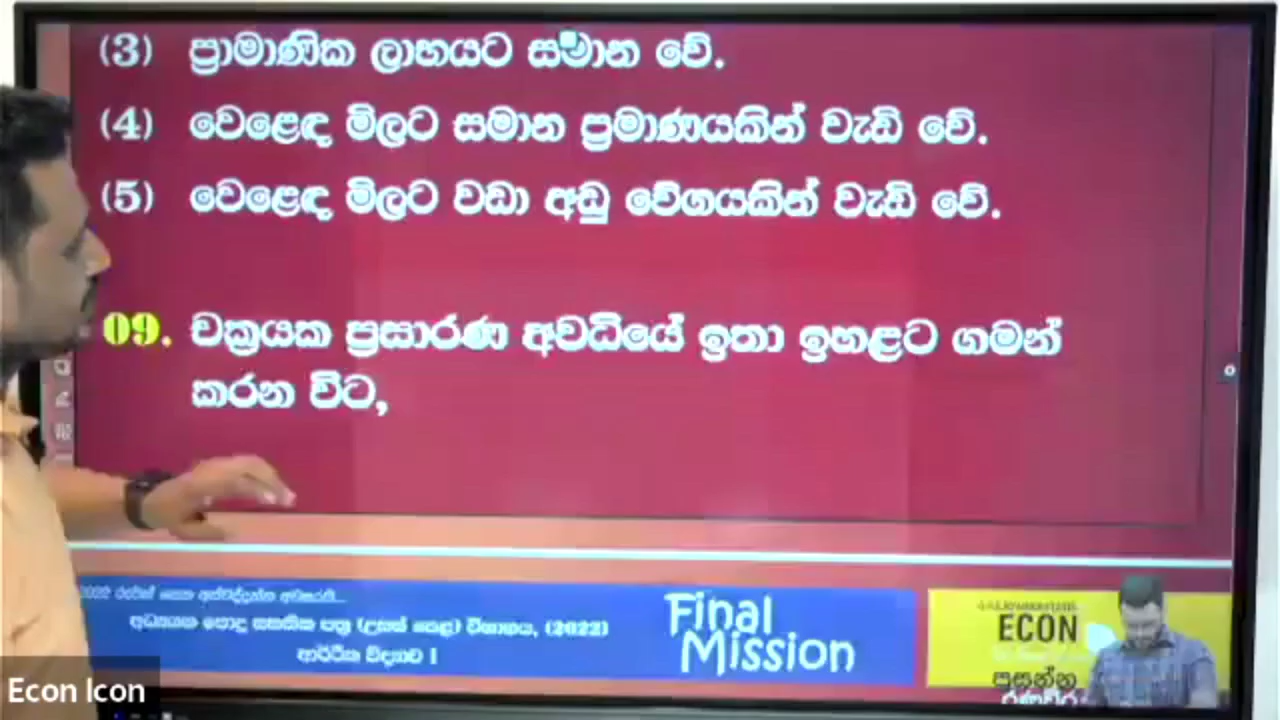 (3) ප්‍රාමාණික ලාභයට සමාන වේ.
(4) වෙළෙඳ මිලට සමාන ප්‍රමාණයකින් වැඩි වේ.
(5) වෙළෙඳ මිලට වඩා අඩු වේගයකින් වැඩි වේ.
09. චක්‍රයක ප්‍රසාරණ අවධියේ ඉතා ඉහළට ගමන්
කරන විට,
අධ්‍යයන පොදු සහතික පත්‍ර (උසස් පෙළ) විභාගය, (2022)
ආර්ථික විද්‍යාව I
Final
Mission
ECON
ප්‍රසන්න
Econ Icon